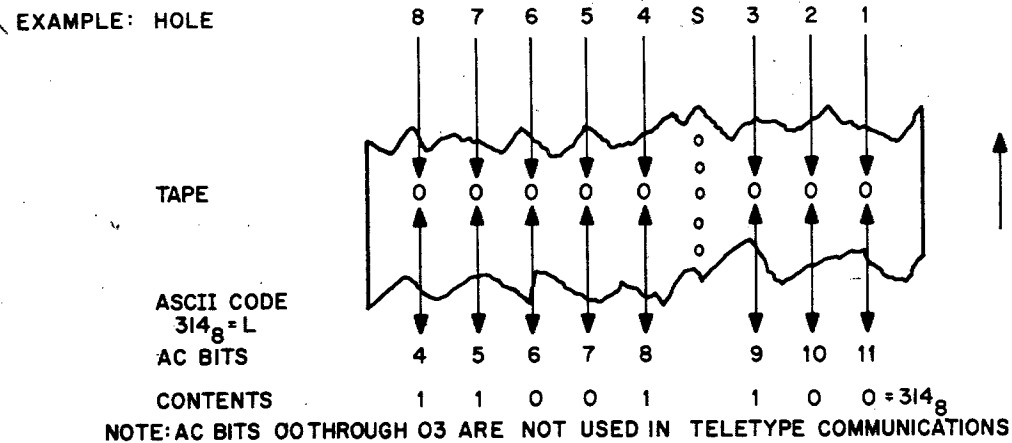 EXAMPLE: HOLE 8 7 6 5 4 S 3 2 1
TAPE O O O O O o O O O
ASCII CODE
314₈=L
AC BITS 4 5 6 7 8 9 10 11
CONTENTS 1 1 0 0 1 1 0 0 = 314₈
NOTE: AC BITS 00 THROUGH 03 ARE NOT USED IN TELETYPE COMMUNICATIONS